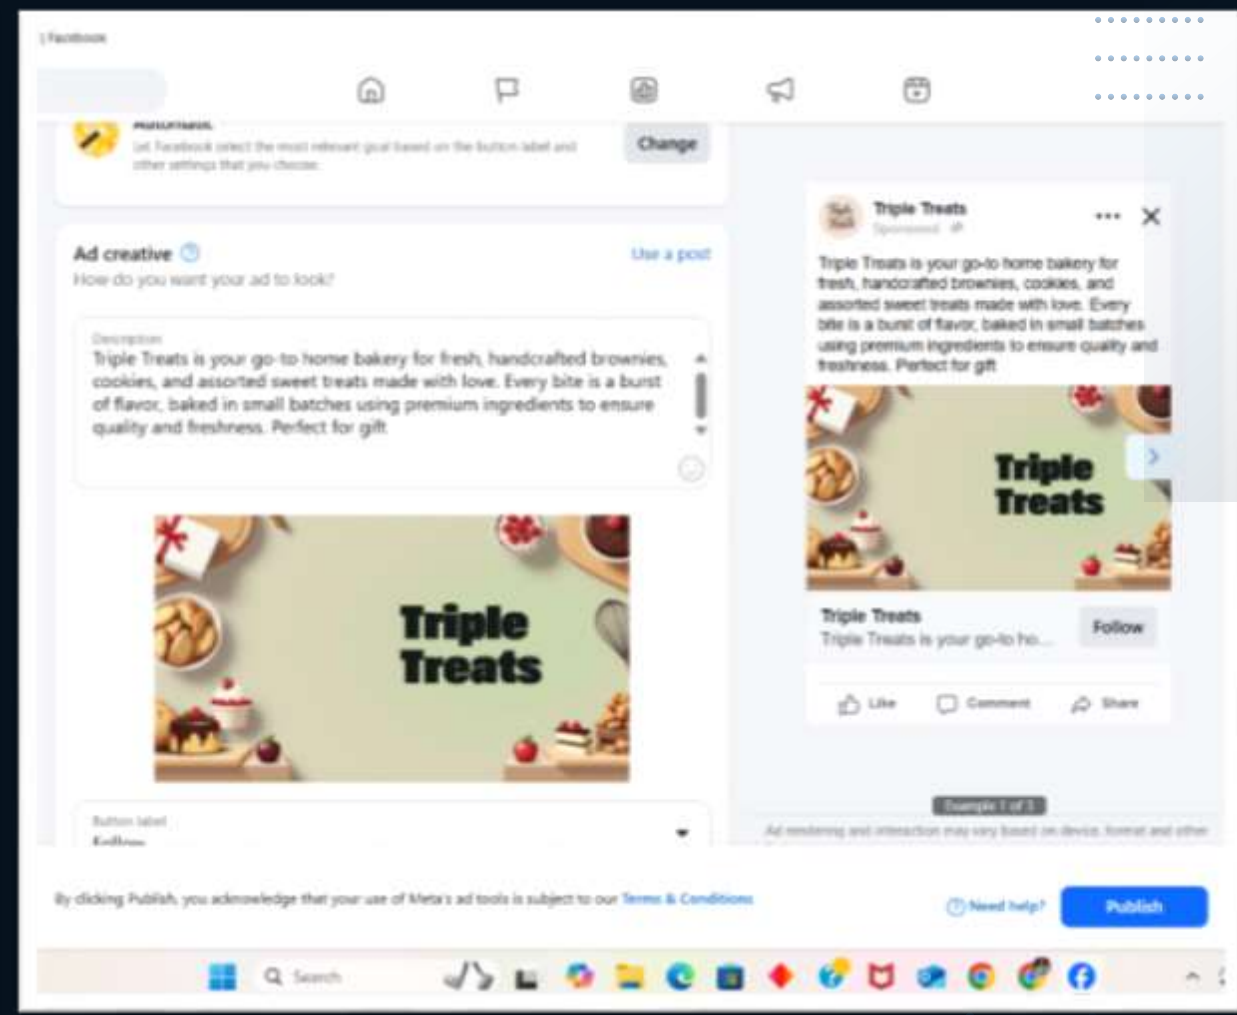 | Facebook
Automatic
Let Facebook select the most relevant goal based on the button label and
other settings that you choose.
Change
Ad creative
Use a post
How do you want your ad to look?
Description
Triple Treats is your go-to home bakery for fresh, handcrafted brownies,
cookies, and assorted sweet treats made with love. Every bite is a burst
of flavor, baked in small batches using premium ingredients to ensure
quality and freshness. Perfect for gift
Triple
Treats
Button label
Follow
Triple Treats
Sponsored
Triple Treats is your go-to home bakery for
fresh, handcrafted brownies, cookies, and
assorted sweet treats made with love. Every
bite is a burst of flavor, baked in small batches
using premium ingredients to ensure quality and
freshness. Perfect for gift
Triple
Treats
Triple Treats
Triple Treats is your go-to ho...
Follow
Like
Comment
Share
Example 1 of 3
Ad rendering and interaction may vary based on device, format and other
By clicking Publish, you acknowledge that your use of Meta's ad tools is subject to our Terms & Conditions
Need help?
Publish
Search